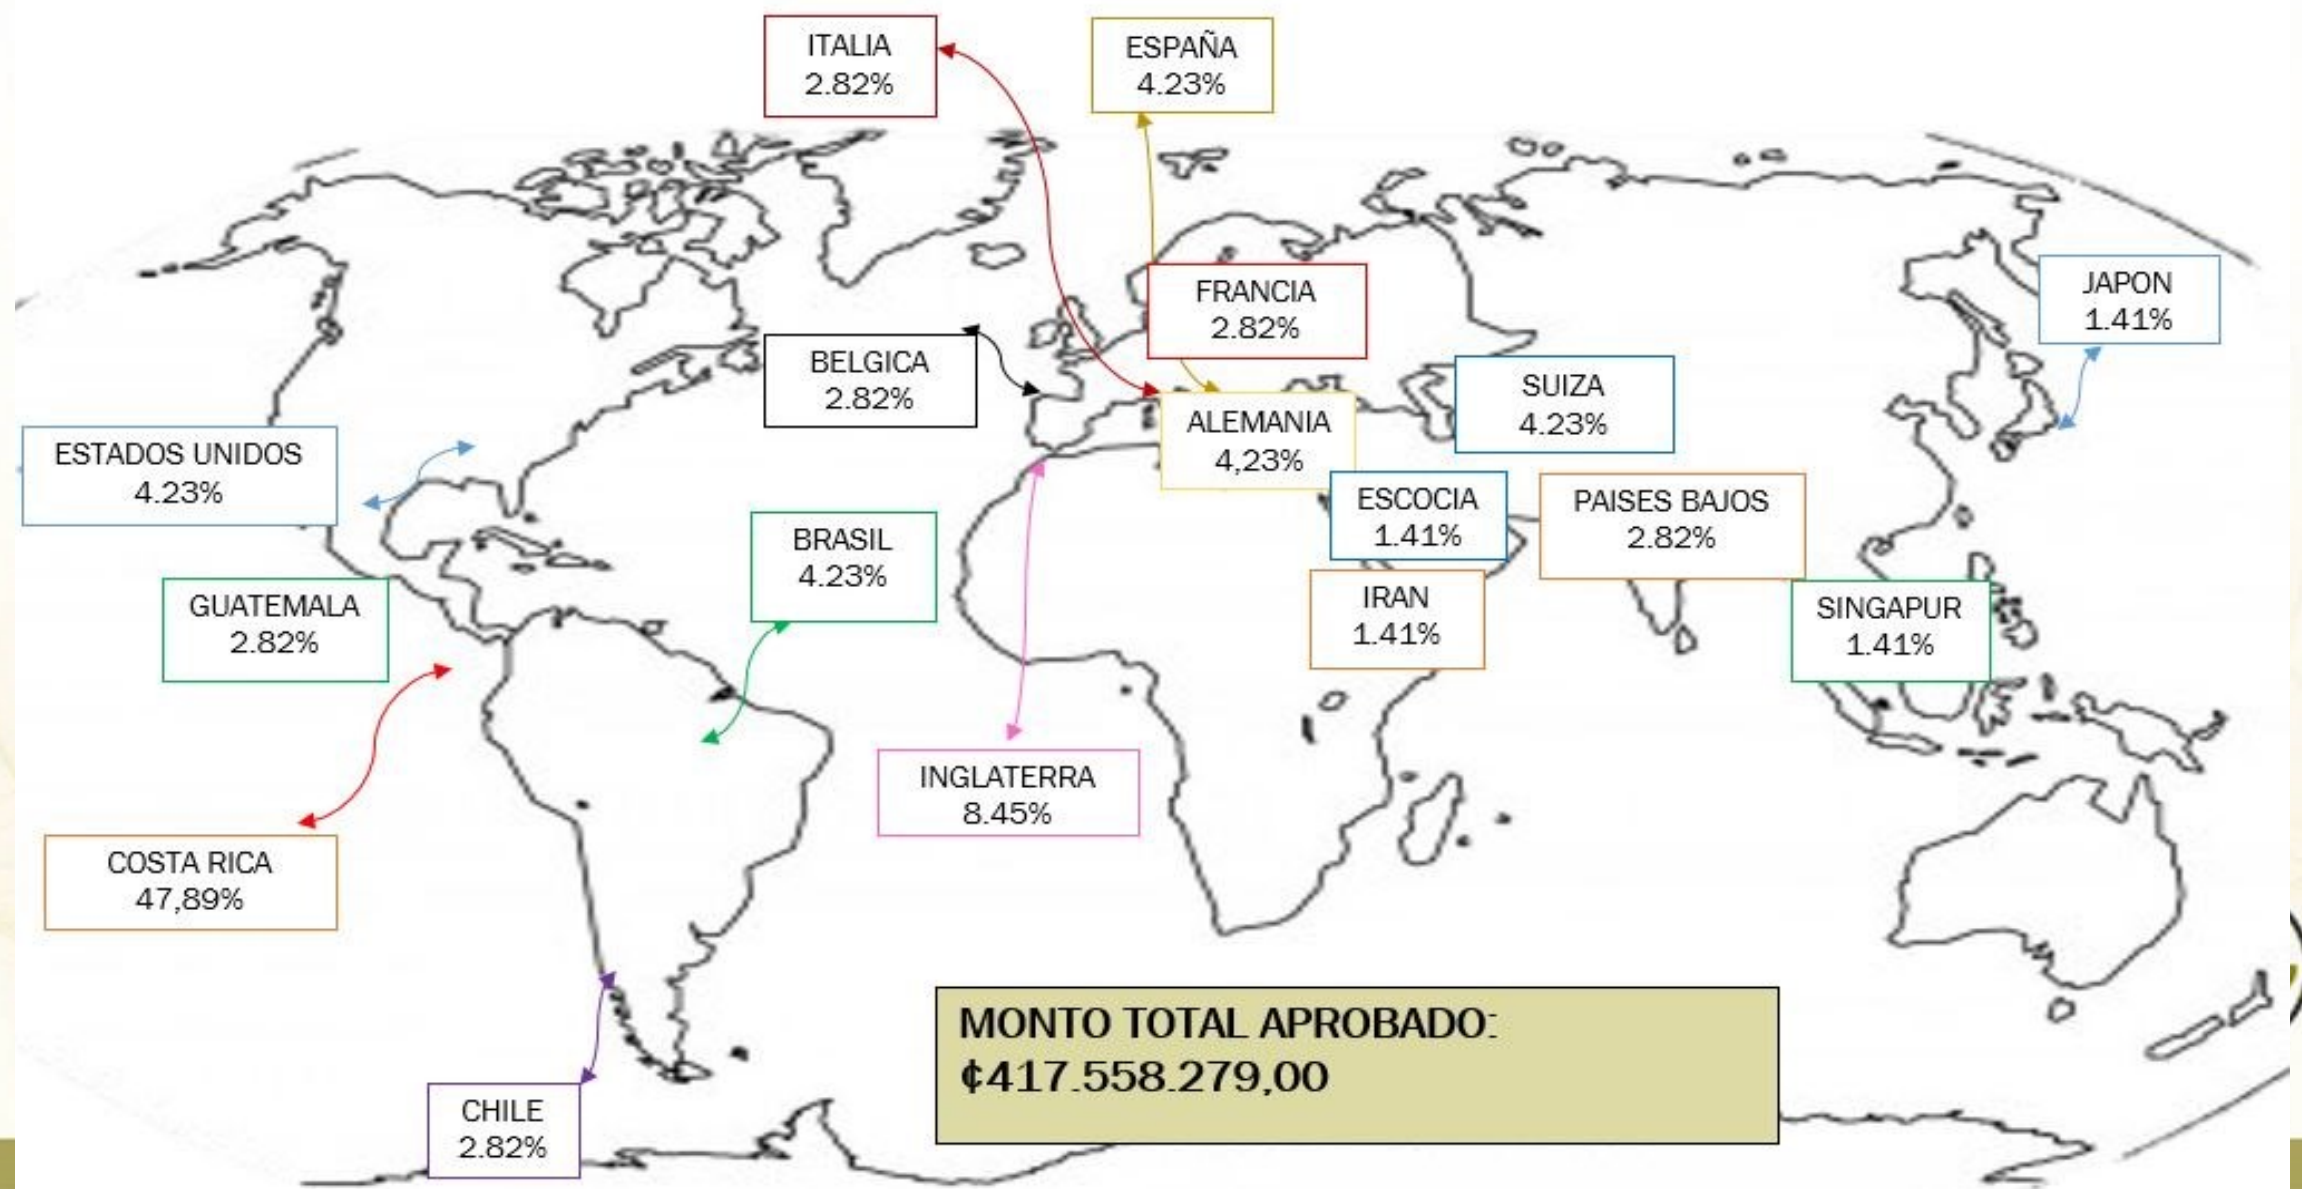 ITALIA
2.82%
ESPAÑA
4.23%
FRANCIA
2.82%
JAPON
1.41%
BELGICA
2.82%
SUIZA
4.23%
ALEMANIA
4,23%
ESTADOS UNIDOS
4.23%
ESCOCIA
1.41%
PAISES BAJOS
2.82%
BRASIL
4.23%
GUATEMALA
2.82%
IRAN
1.41%
SINGAPUR
1.41%
INGLATERRA
8.45%
COSTA RICA
47,89%
MONTO TOTAL APROBADO:
¢417.558.279,00
CHILE
2.82%